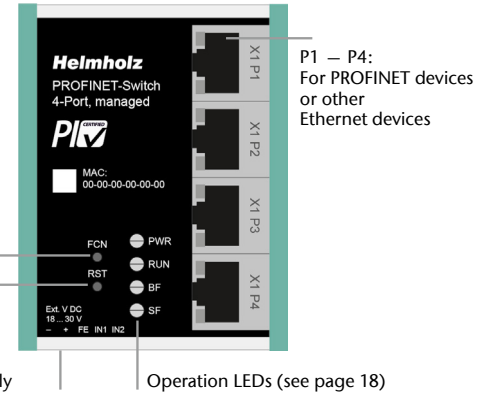 Helmholz
PROFINET-Switch
4-Port, managed
PI CERTIFIED
MAC:
00-00-00-00-00-00
FCN
RST
PWR
RUN
BF
SF
Ext. V DC
18 ... 30 V
– + FE IN1 IN2
X1 P1
X1 P2
X1 P3
X1 P4
P1 – P4:
For PROFINET devices
or other
Ethernet devices
Operation LEDs (see page 18)